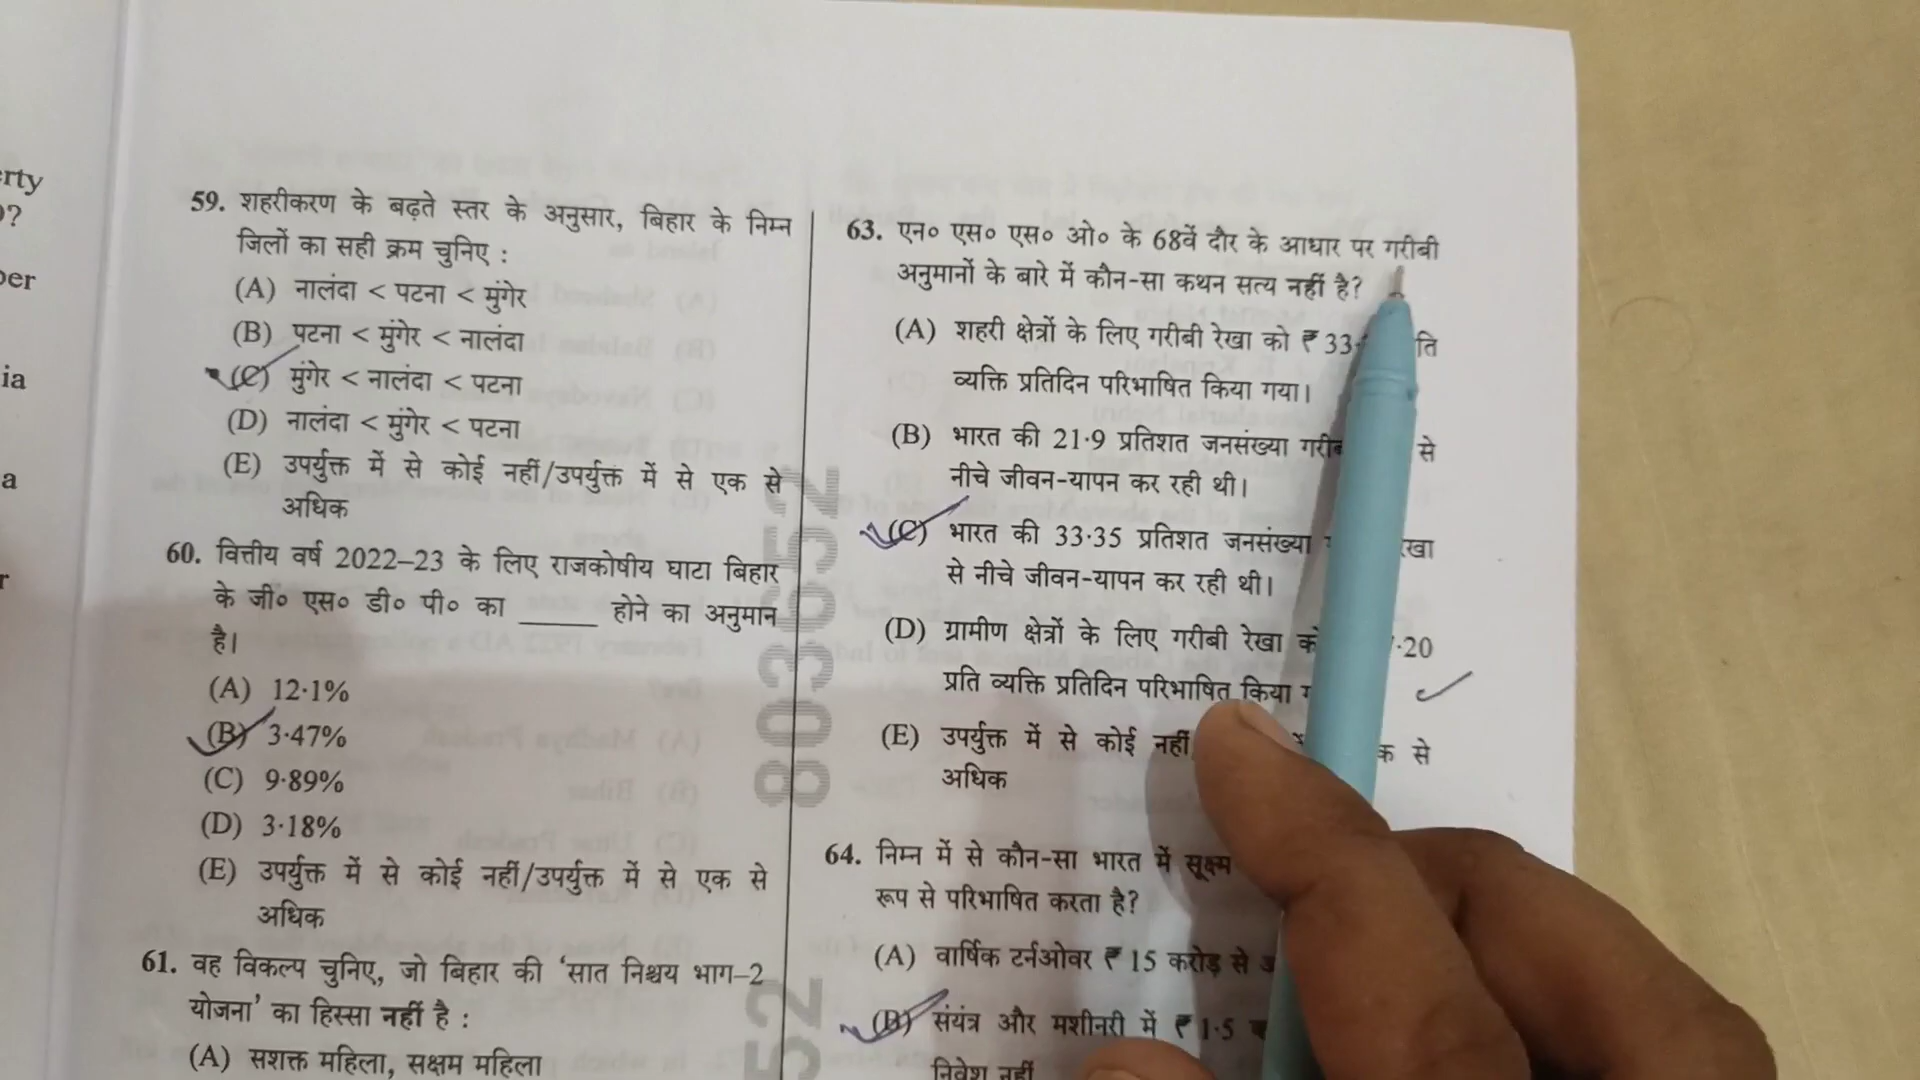 rty
?
er
ia
a
r
59. शहरीकरण के बढ़ते स्तर के अनुसार, बिहार के निम्न
जिलों का सही क्रम चुनिए :
(A) नालंदा < पटना < मुंगेर
(B) पटना < मुंगेर < नालंदा
(C) मुंगेर < नालंदा < पटना
(D) नालंदा < मुंगेर < पटना
(E) उपर्युक्त में से कोई नहीं/उपर्युक्त में से एक से
अधिक
60. वित्तीय वर्ष 2022–23 के लिए राजकोषीय घाटा बिहार
के जी० एस० डी० पी० का _____ होने का अनुमान
है।
(A) 12·1%
(B) 3·47%
(C) 9·89%
(D) 3·18%
(E) उपर्युक्त में से कोई नहीं/उपर्युक्त में से एक से
अधिक
61. वह विकल्प चुनिए, जो बिहार की ‘सात निश्चय भाग–2
योजना’ का हिस्सा नहीं है :
(A) सशक्त महिला, सक्षम महिला
803652
52
63. एन० एस० एस० ओ० के 68वें दौर के आधार पर गरीबी
अनुमानों के बारे में कौन-सा कथन सत्य नहीं है?
(A) शहरी क्षेत्रों के लिए गरीबी रेखा को ₹ 33· ति
व्यक्ति प्रतिदिन परिभाषित किया गया।
(B) भारत की 21·9 प्रतिशत जनसंख्या गरीब से
नीचे जीवन-यापन कर रही थी।
(C) भारत की 33·35 प्रतिशत जनसंख्या रेखा
से नीचे जीवन-यापन कर रही थी।
(D) ग्रामीण क्षेत्रों के लिए गरीबी रेखा को ·20
प्रति व्यक्ति प्रतिदिन परिभाषित किया
(E) उपर्युक्त में से कोई नहीं क से
अधिक
64. निम्न में से कौन-सा भारत में सूक्ष्म
रूप से परिभाषित करता है?
(A) वार्षिक टर्नओवर ₹ 15 करोड़ से
(B) संयंत्र और मशीनरी में ₹ 1·5
निवेश नहीं